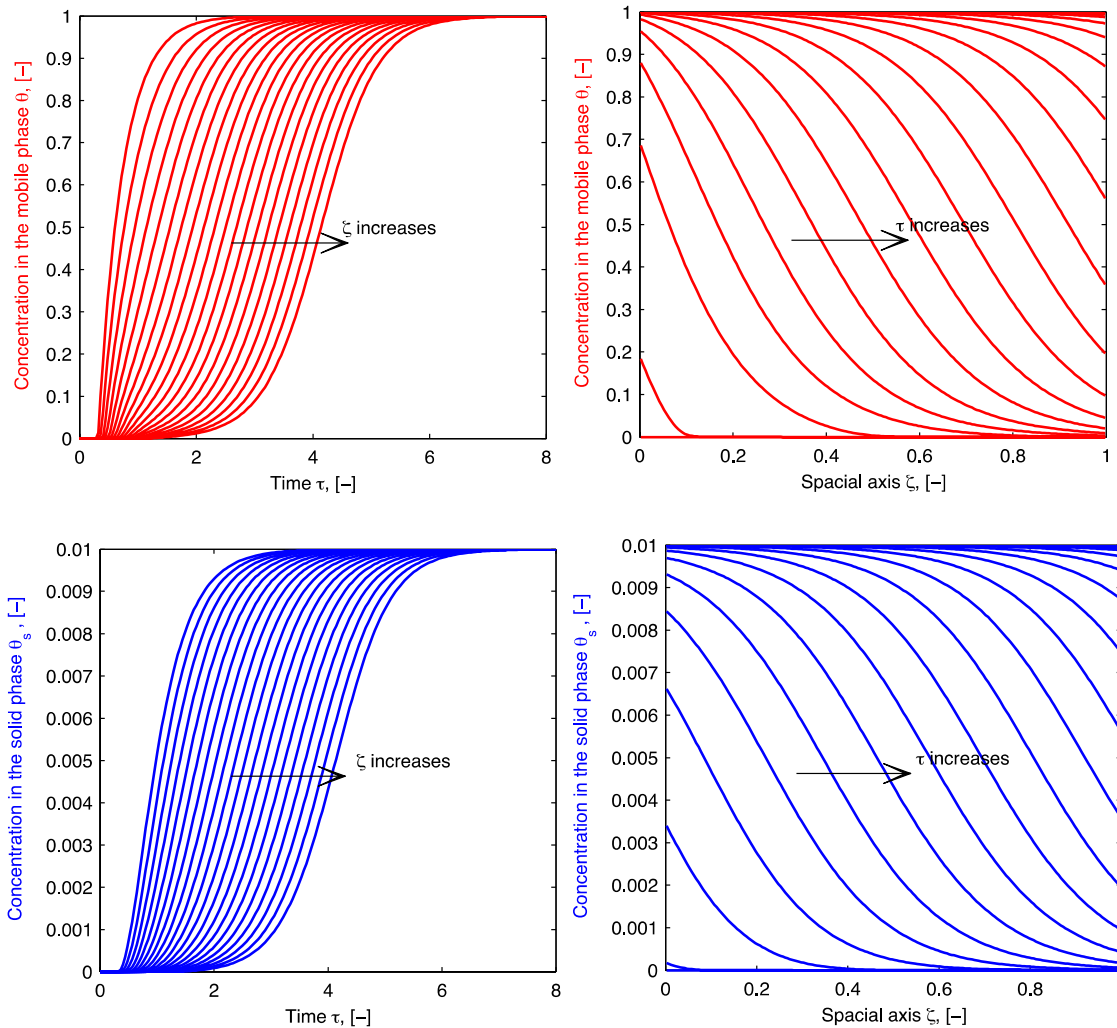 Concentration in the mobile phase θ, [−]
1
0.9
0.8
0.7
0.6
0.5
0.4
0.3
0.2
0.1
0
0 2 4 6 8
Time τ, [−]
ζ increases
Concentration in the mobile phase θ, [−]
1
0.9
0.8
0.7
0.6
0.5
0.4
0.3
0.2
0.1
0
0 0.2 0.4 0.6 0.8 1
Spacial axis ζ, [−]
τ increases
Concentration in the solid phase θs , [−]
0.01
0.009
0.008
0.007
0.006
0.005
0.004
0.003
0.002
0.001
0
0 2 4 6 8
Time τ, [−]
ζ increases
Concentration in the solid phase θs , [−]
0.01
0.009
0.008
0.007
0.006
0.005
0.004
0.003
0.002
0.001
0
0 0.2 0.4 0.6 0.8
Spacial axis ζ, [−]
τ increases